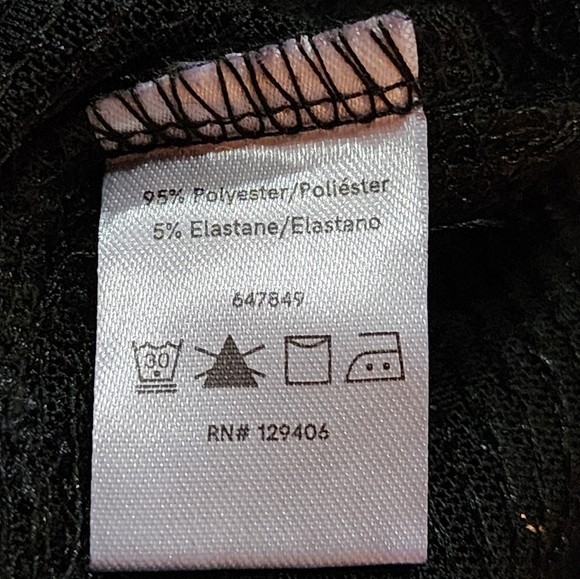 95% Polyester/Poliéster
5% Elastane/Elastano
647849
30
RN# 129406